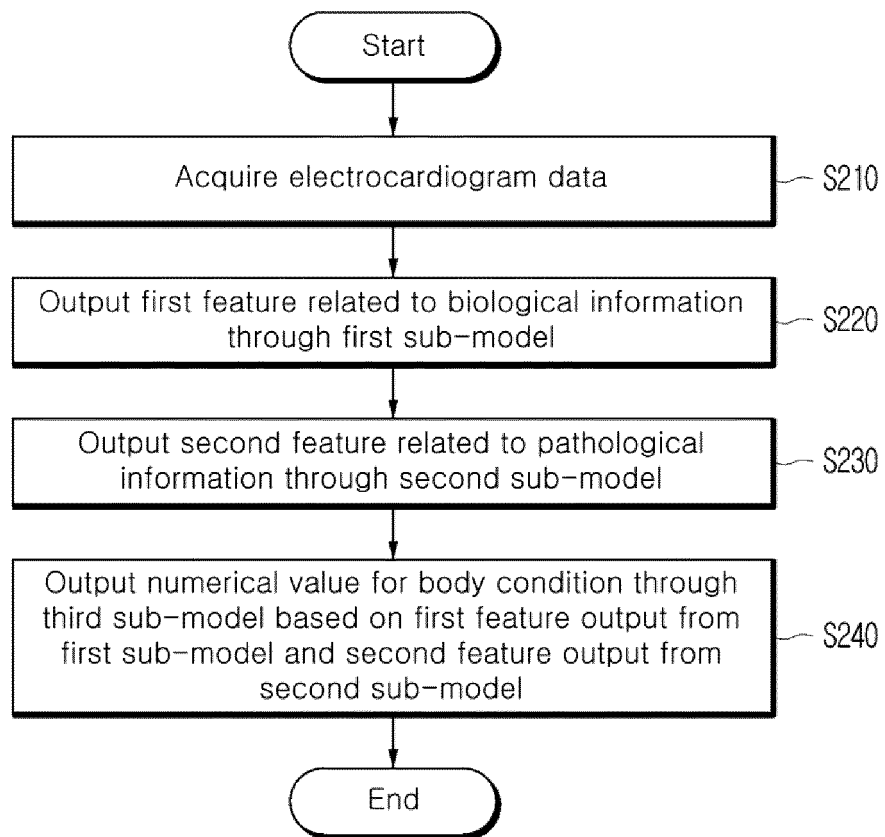 Start
Acquire electrocardiogram data
S210
Output first feature related to biological information
through first sub-model
S220
Output second feature related to pathological
information through second sub-model
S230
Output numerical value for body condition through
third sub-model based on first feature output from
first sub-model and second feature output from
second sub-model
S240
End